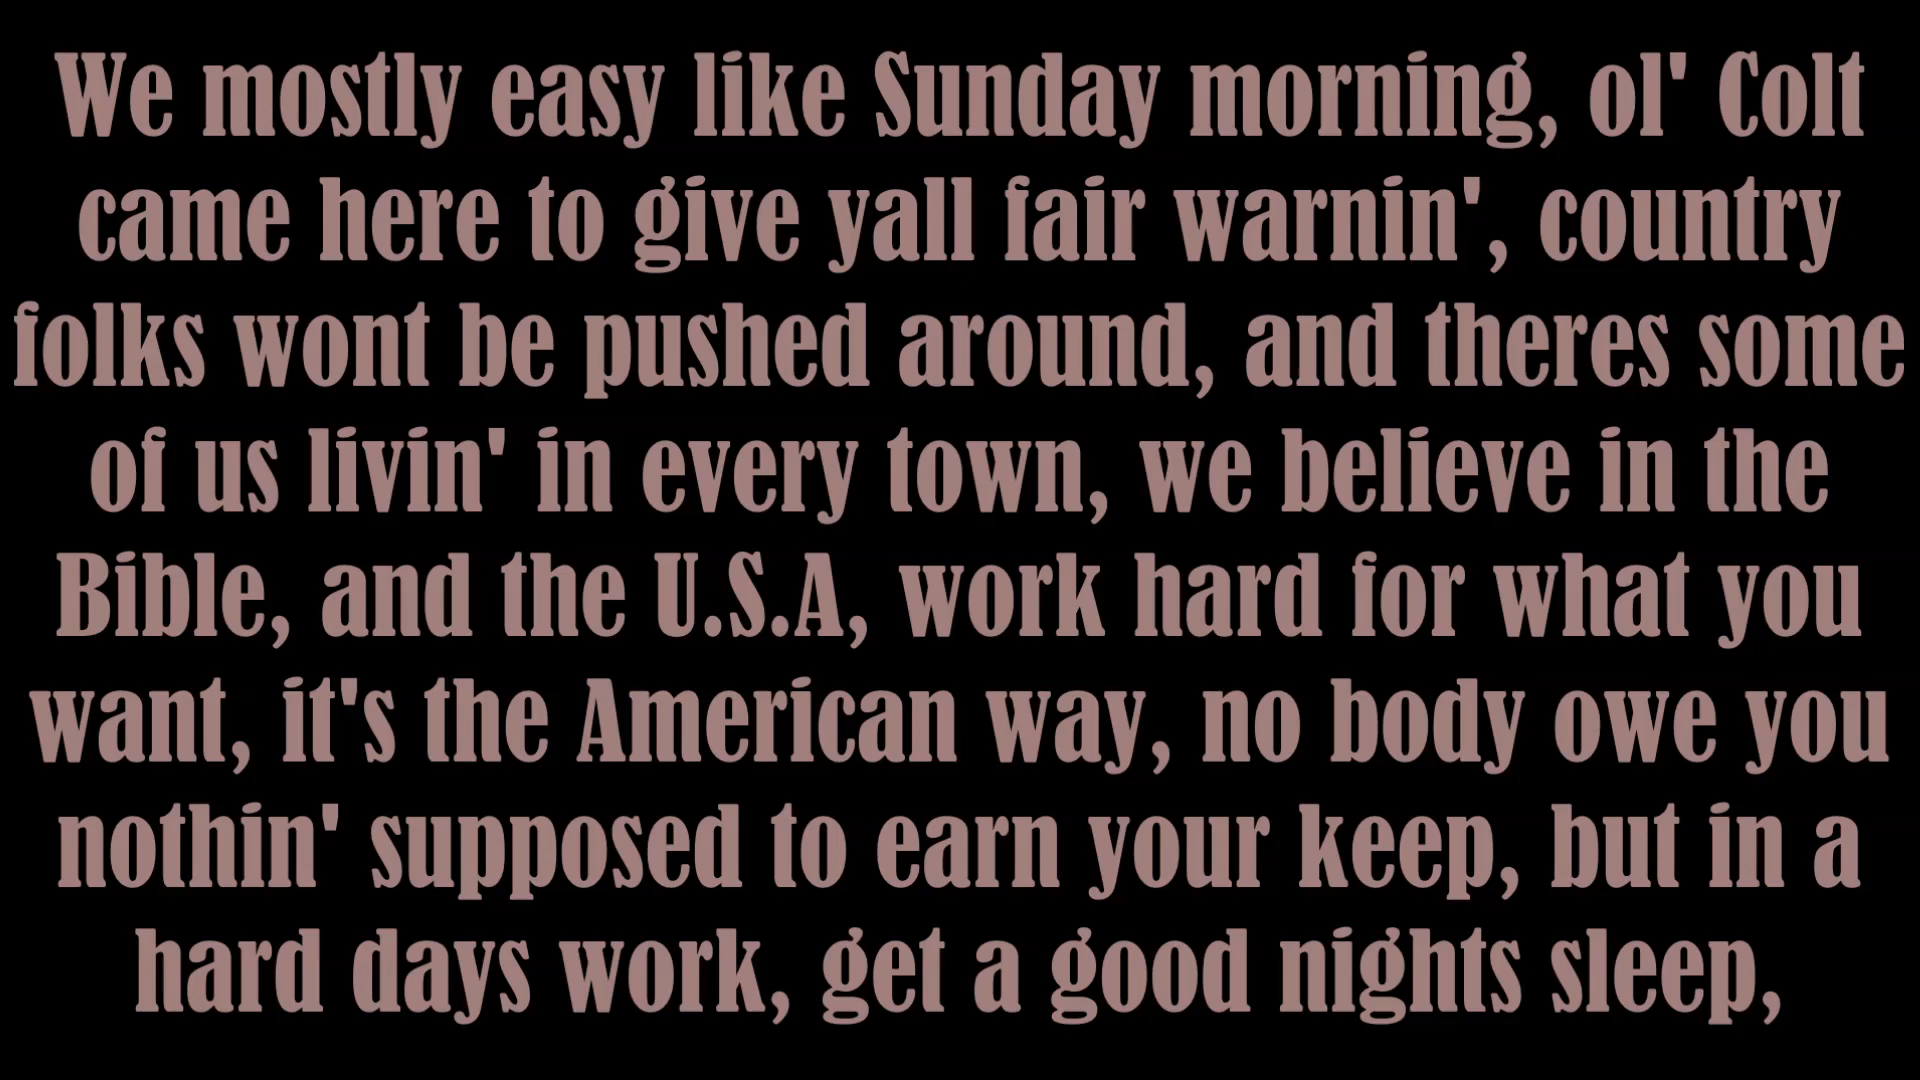 We mostly easy like Sunday morning, ol' Colt
came here to give yall fair warnin', country
folks wont be pushed around, and theres some
of us livin' in every town, we believe in the
Bible, and the U.S.A, work hard for what you
want, it's the American way, no body owe you
nothin' supposed to earn your keep, but in a
hard days work, get a good nights sleep,